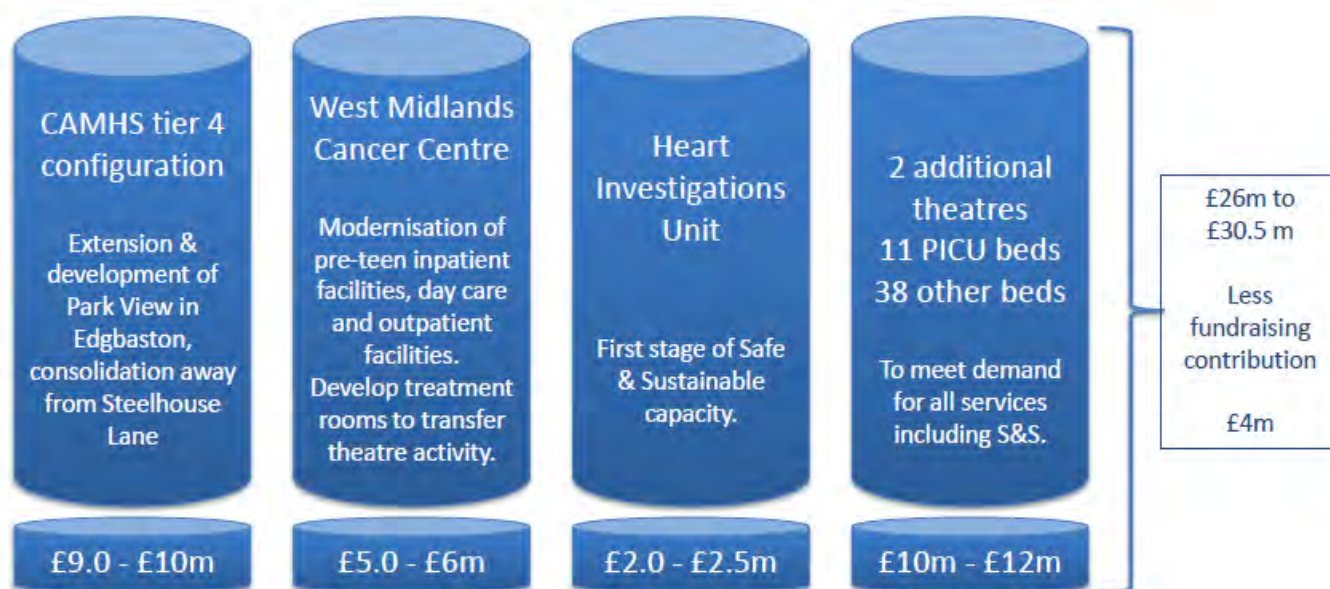 CAMHS tier 4
configuration
Extension &
development of
Park View in
Edgbaston,
consolidation away
from Steelhouse
Lane
£9.0 - £10m
West Midlands
Cancer Centre
Modernisation of
pre-teen inpatient
facilities, day care
and outpatient
facilities.
Develop treatment
rooms to transfer
theatre activity.
£5.0 - £6m
Heart
Investigations
Unit
First stage of Safe
& Sustainable
capacity.
£2.0 - £2.5m
2 additional
theatres
11 PICU beds
38 other beds
To meet demand
for all services
including S&S.
£10m - £12m
£26m to
£30.5 m
Less
fundraising
contribution
£4m